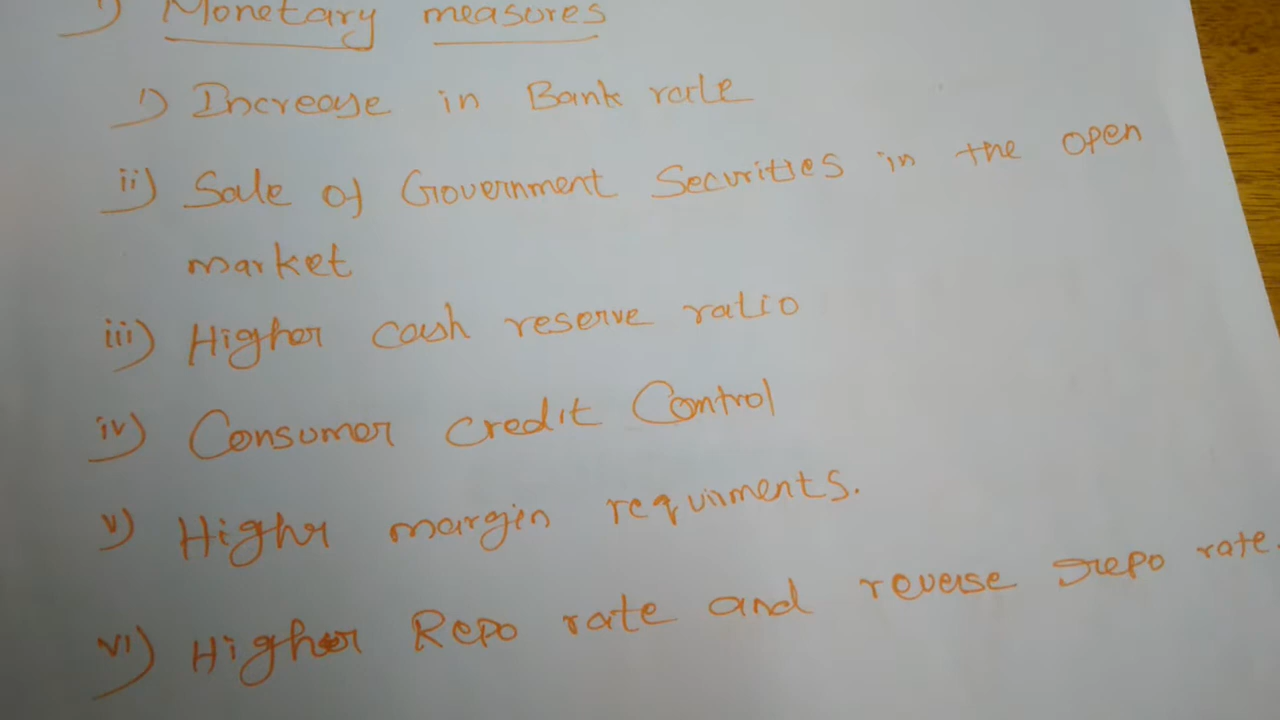 1) Monetary measures
i) Increase in Bank rate
ii) Sale of Government Securities in the open
market
iii) Higher cash reserve ratio
iv) Consumer credit Control
v) Highr margin requirments.
vi) Higher Repo rate and reverse repo rate.